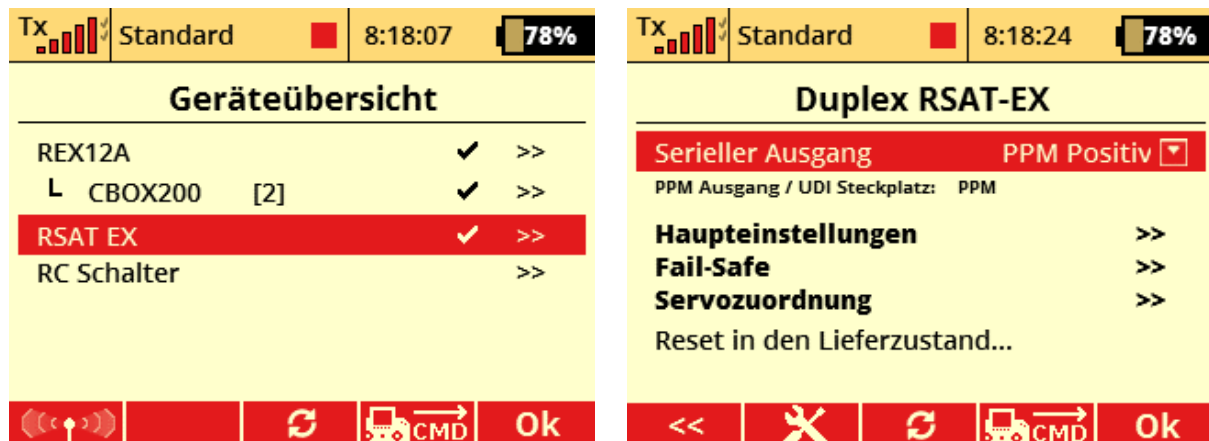 Tx Standard 8:18:07 78%
Geräteübersicht
REX12A >>
CBOX200 [2] >>
RSAT EX >>
RC Schalter >>
CMD Ok
Tx Standard 8:18:24 78%
Duplex RSAT-EX
Serieller Ausgang PPM Positiv
PPM Ausgang / UDI Steckplatz: PPM
Haupteinstellungen >>
Fail-Safe >>
Servozuordnung >>
Reset in den Lieferzustand...
<< CMD Ok